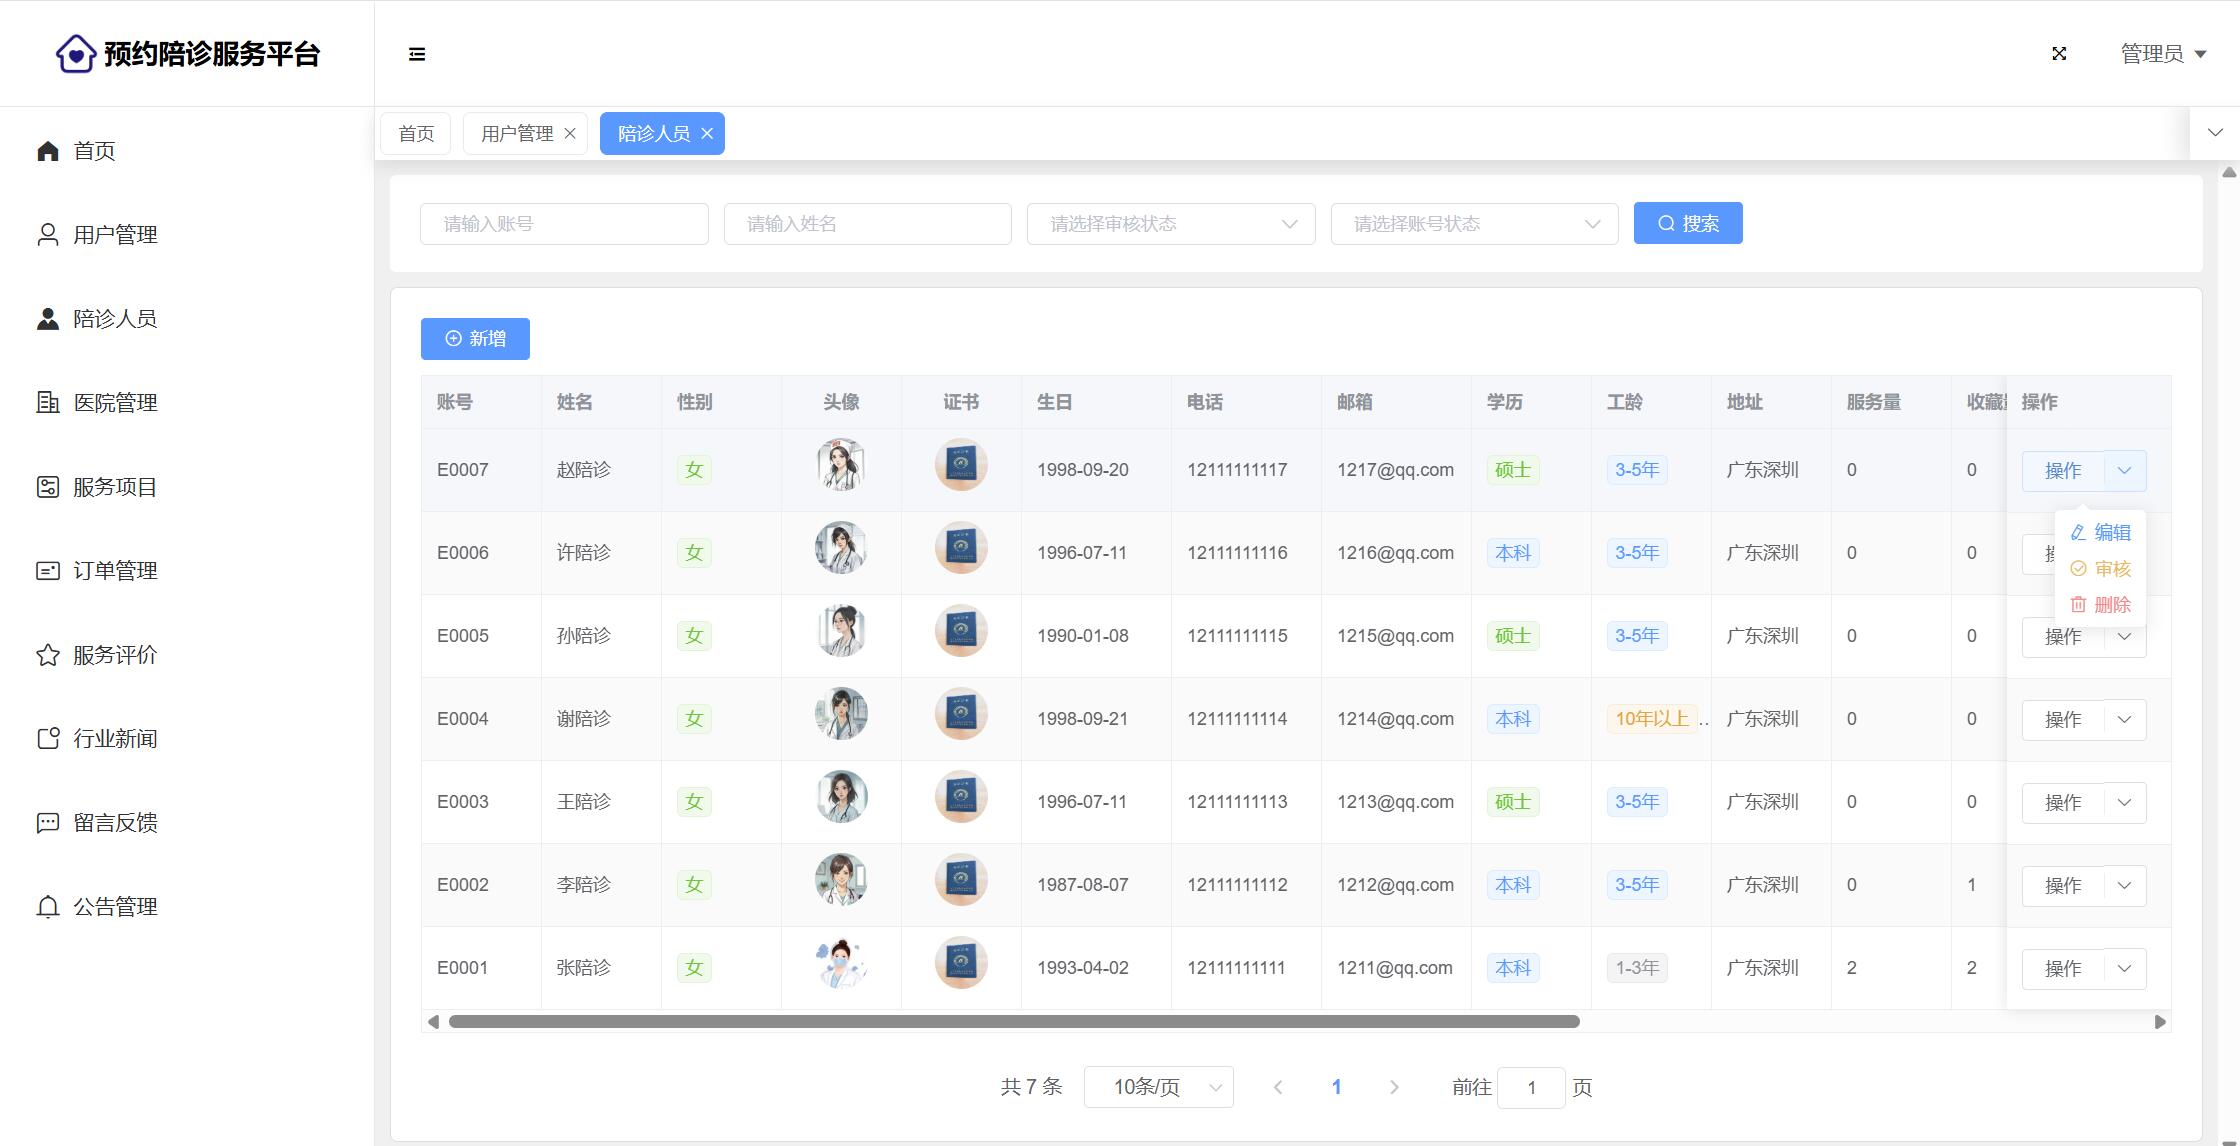 预约陪诊服务平台
管理员
首页
用户管理
陪诊人员
医院管理
服务项目
订单管理
服务评价
行业新闻
留言反馈
公告管理
首页 用户管理 陪诊人员
请输入账号 请输入姓名 请选择审核状态 请选择账号状态 搜索
新增
账号 姓名 性别 头像 证书 生日 电话 邮箱 学历 工龄 地址 服务量 收藏 操作
E0007 赵陪诊 女 1998-09-20 12111111117 1217@qq.com 硕士 3-5年 广东深圳 0 0 操作
编辑
审核
删除
E0006 许陪诊 女 1996-07-11 12111111116 1216@qq.com 本科 3-5年 广东深圳 0 0
E0005 孙陪诊 女 1990-01-08 12111111115 1215@qq.com 硕士 3-5年 广东深圳 0 0 操作
E0004 谢陪诊 女 1998-09-21 12111111114 1214@qq.com 本科 10年以上 .. 广东深圳 0 0 操作
E0003 王陪诊 女 1996-07-11 12111111113 1213@qq.com 硕士 3-5年 广东深圳 0 0 操作
E0002 李陪诊 女 1987-08-07 12111111112 1212@qq.com 本科 3-5年 广东深圳 0 1 操作
E0001 张陪诊 女 1993-04-02 12111111111 1211@qq.com 本科 1-3年 广东深圳 2 2 操作
共 7 条 10条/页 1 前往 1 页